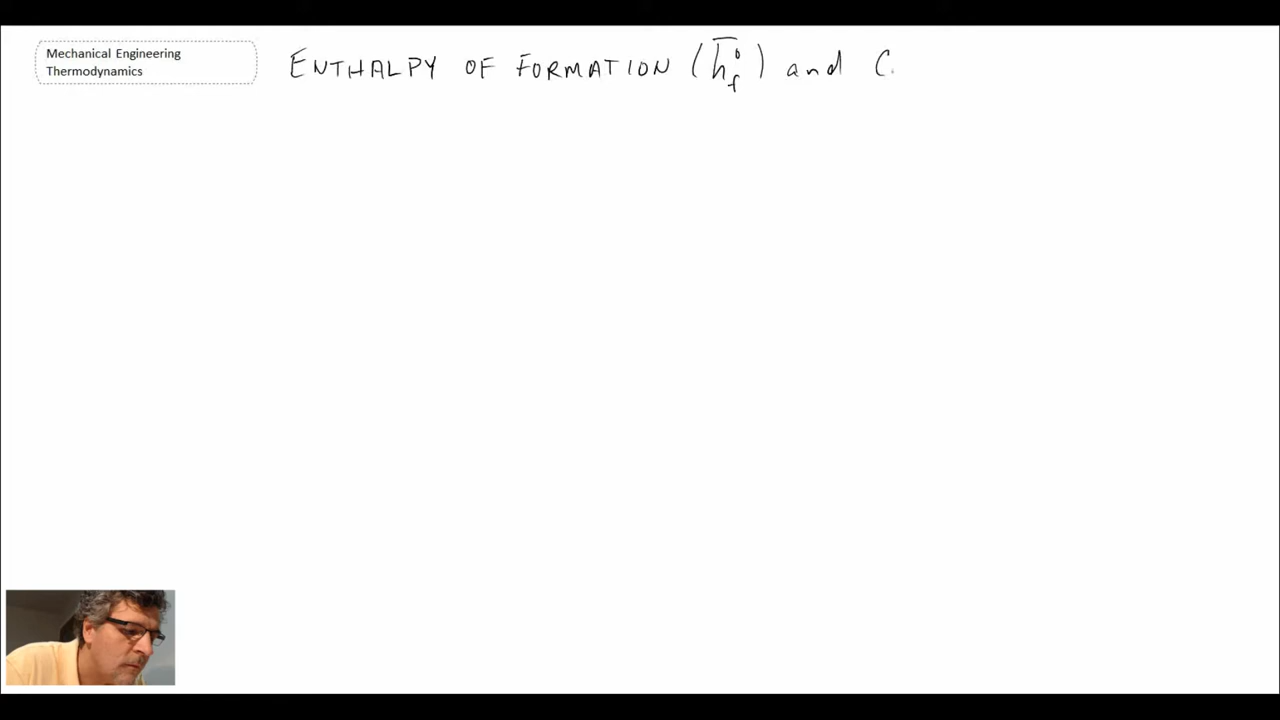 Mechanical Engineering
Thermodynamics
ENTHALPY OF FORMATION (h̅°f) and C